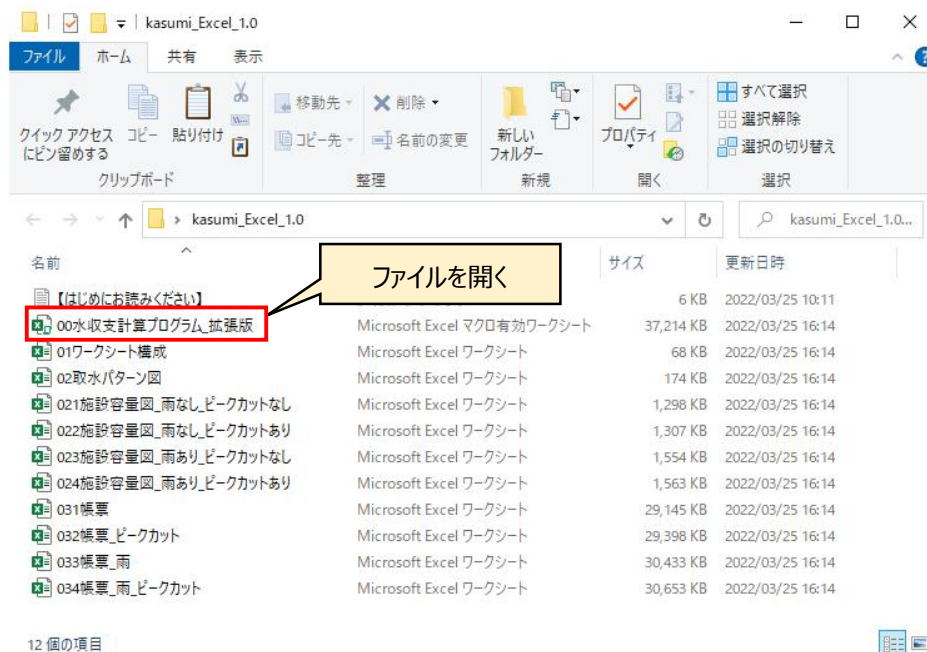 kasumi_Excel_1.0
ファイル ホーム 共有 表示
クイック アクセス
にピン留めする
コピー
貼り付け
移動先
コピー先
削除
名前の変更
新しい
フォルダー
プロパティ
すべて選択
選択解除
選択の切り替え
クリップボード 整理 新規 開く 選択
kasumi_Excel_1.0 kasumi_Excel_1.0...
名前 サイズ 更新日時
ファイルを開く
【はじめにお読みください】 6 KB 2022/03/25 10:11
00水収支計算プログラム_拡張版 Microsoft Excel マクロ有効ワークシート 37,214 KB 2022/03/25 16:14
01ワークシート構成 Microsoft Excel ワークシート 68 KB 2022/03/25 16:14
02取水パターン図 Microsoft Excel ワークシート 174 KB 2022/03/25 16:14
021施設容量図_雨なし_ピークカットなし Microsoft Excel ワークシート 1,298 KB 2022/03/25 16:14
022施設容量図_雨なし_ピークカットあり Microsoft Excel ワークシート 1,307 KB 2022/03/25 16:14
023施設容量図_雨あり_ピークカットなし Microsoft Excel ワークシート 1,554 KB 2022/03/25 16:14
024施設容量図_雨あり_ピークカットあり Microsoft Excel ワークシート 1,563 KB 2022/03/25 16:14
031帳票 Microsoft Excel ワークシート 29,145 KB 2022/03/25 16:14
032帳票_ピークカット Microsoft Excel ワークシート 29,398 KB 2022/03/25 16:14
033帳票_雨 Microsoft Excel ワークシート 30,433 KB 2022/03/25 16:14
034帳票_雨_ピークカット Microsoft Excel ワークシート 30,653 KB 2022/03/25 16:14
12 個の項目